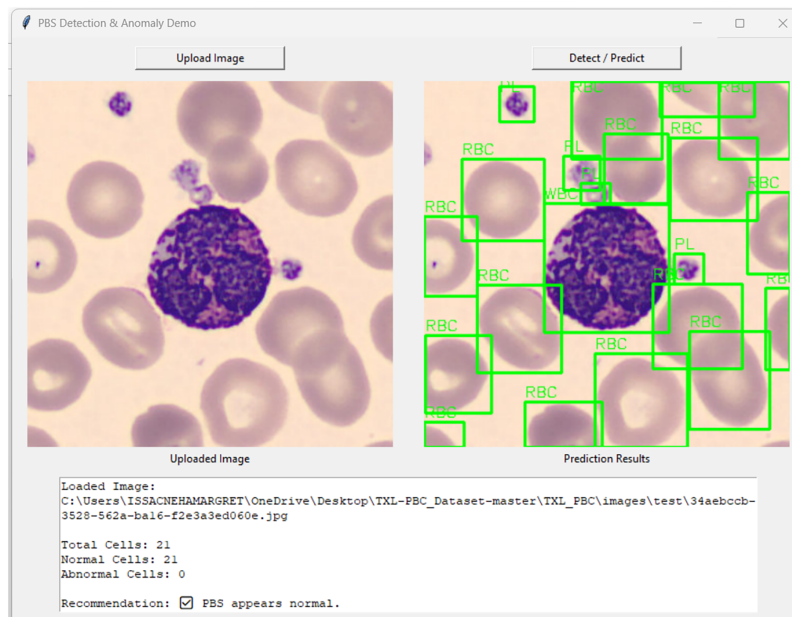 PBS Detection & Anomaly Demo
Upload Image
Detect / Predict
PL
RBC
RBC
RBC
RBC
RBC
PL
WBC
RBC
RBC
PL
RBC
RBC
RBC
RBC
RBC
RBC
RBC
Uploaded Image
Prediction Results
Loaded Image:
C:\Users\ISSACNEHAMARGRET\OneDrive\Desktop\TXL-PBC_Dataset-master\TXL_PBC\images\test\34aebccb-
3528-562a-ba16-f2e3a3ed060e.jpg
Total Cells: 21
Normal Cells: 21
Abnormal Cells: 0
Recommendation: ☑ PBS appears normal.